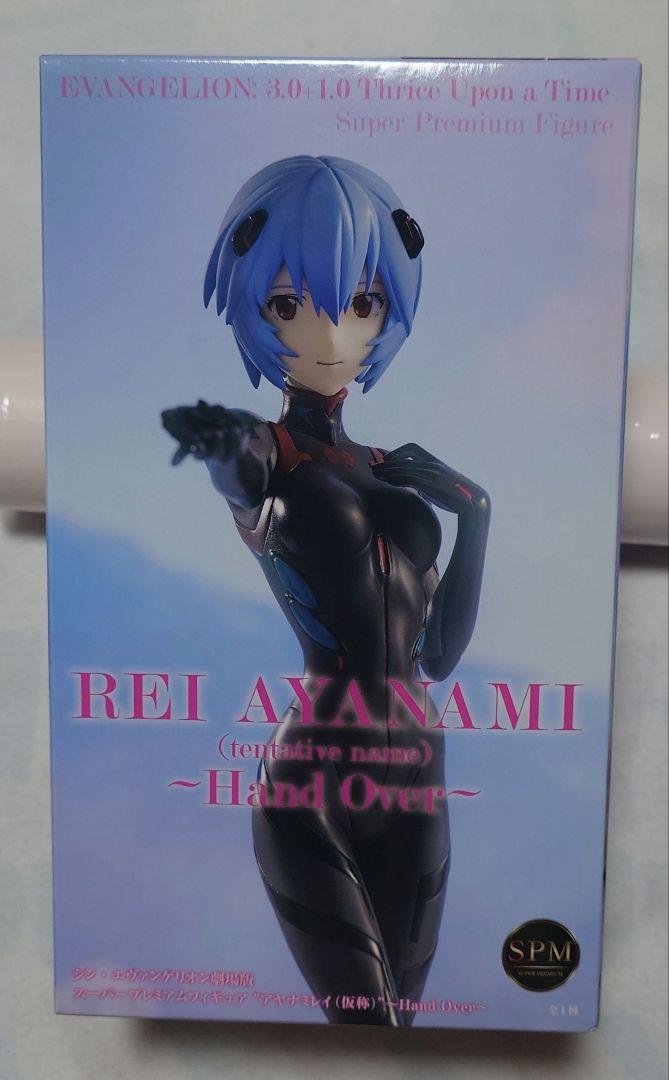 EVANGELION: 3.0+1.0 Thrice Upon a Time
Super Premium Figure
09
REI AYANAMI
(tentative name)
~Hand Over~
SPM
SUPER PREMIUM
シン・エヴァンゲリオン劇場版
スーパープレミアムフィギュア "アヤナミレイ(仮称)"~Hand Over~
全1種